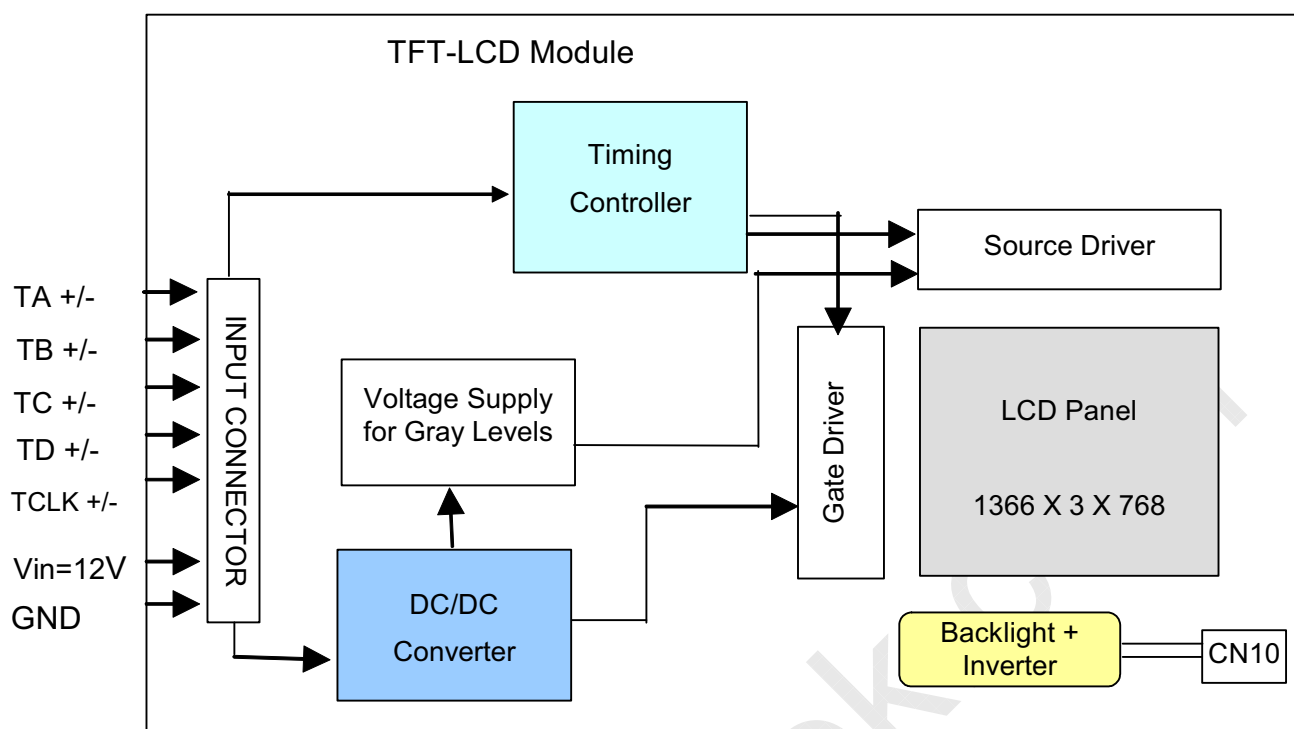 TFT-LCD Module
Timing
Controller
Source Driver
TA +/-
TB +/-
TC +/-
TD +/-
TCLK +/-
Vin=12V
GND
INPUT CONNECTOR
Voltage Supply
for Gray Levels
Gate Driver
LCD Panel
1366 X 3 X 768
DC/DC
Converter
Backlight +
Inverter
CN10